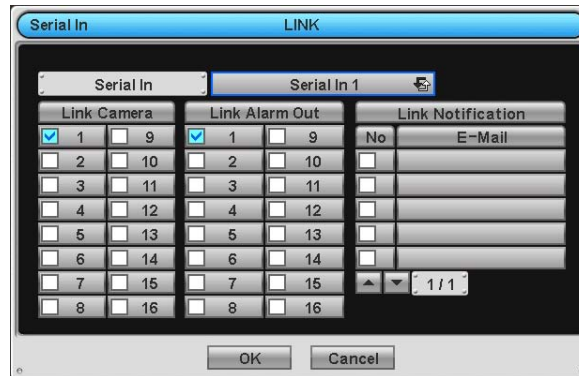 Serial In LINK
Serial In Serial In 1
Link Camera Link Alarm Out Link Notification
1 9 1 9 No E-Mail
2 10 2 10
3 11 3 11
4 12 4 12
5 13 5 13
6 14 6 14
7 15 7 15 1/1
8 16 8 16
OK Cancel